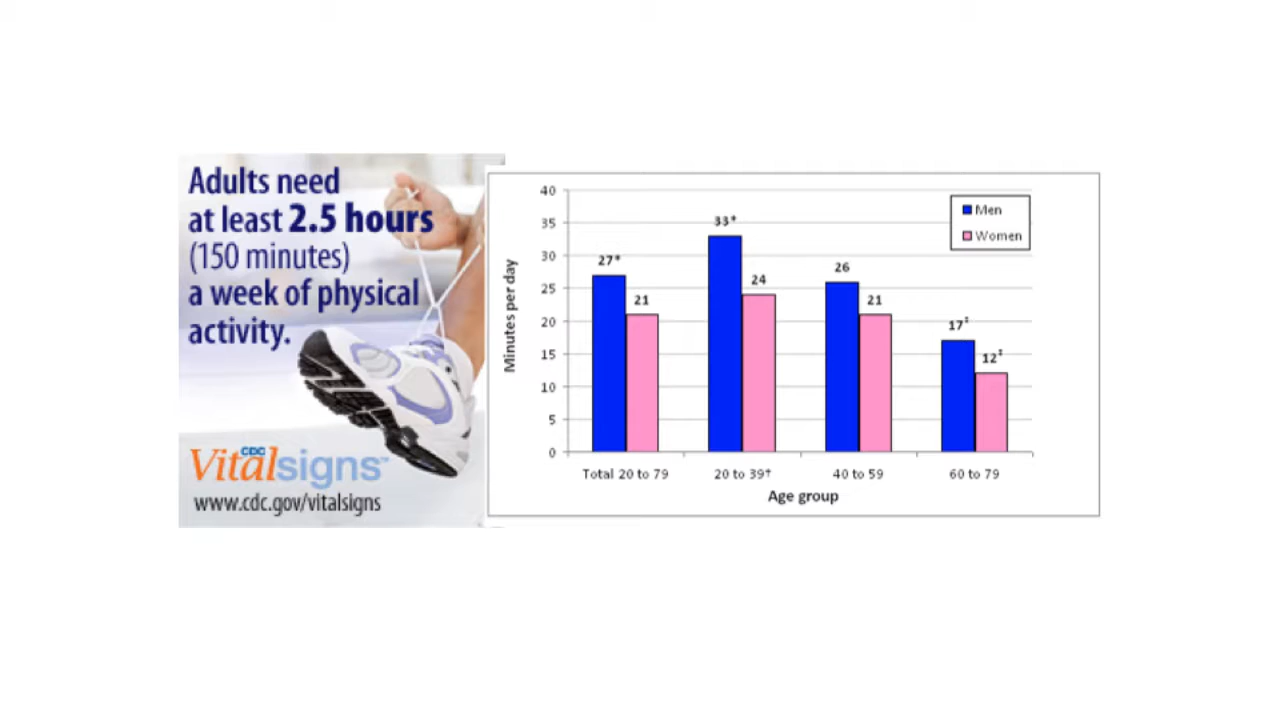 Adults need
at least 2.5 hours
(150 minutes)
a week of physical
activity.
CDC
Vitalsigns™
www.cdc.gov/vitalsigns
40
35
30
25
20
15
10
5
0
Minutes per day
27* 21
33* 24
26 21
17‡ 12‡
Men
Women
Total 20 to 79 20 to 39† 40 to 59 60 to 79
Age group